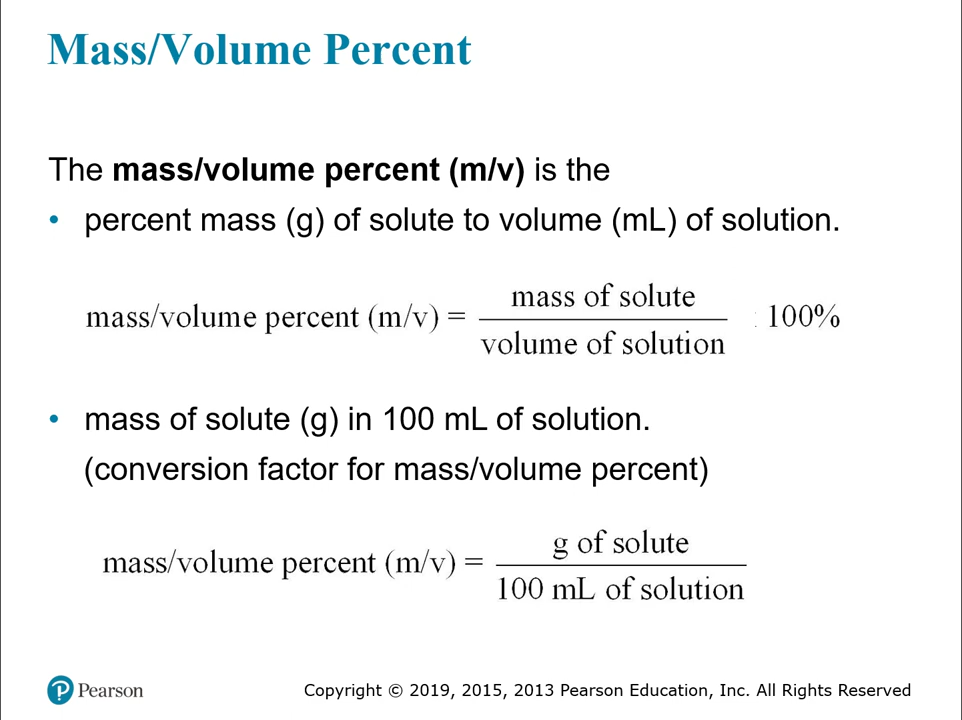 Mass/Volume Percent
The mass/volume percent (m/v) is the
• percent mass (g) of solute to volume (mL) of solution.
mass/volume percent (m/v) = mass of solute / volume of solution : 100%
• mass of solute (g) in 100 mL of solution.
(conversion factor for mass/volume percent)
mass/volume percent (m/v) = g of solute / 100 mL of solution
Pearson
Copyright © 2019, 2015, 2013 Pearson Education, Inc. All Rights Reserved